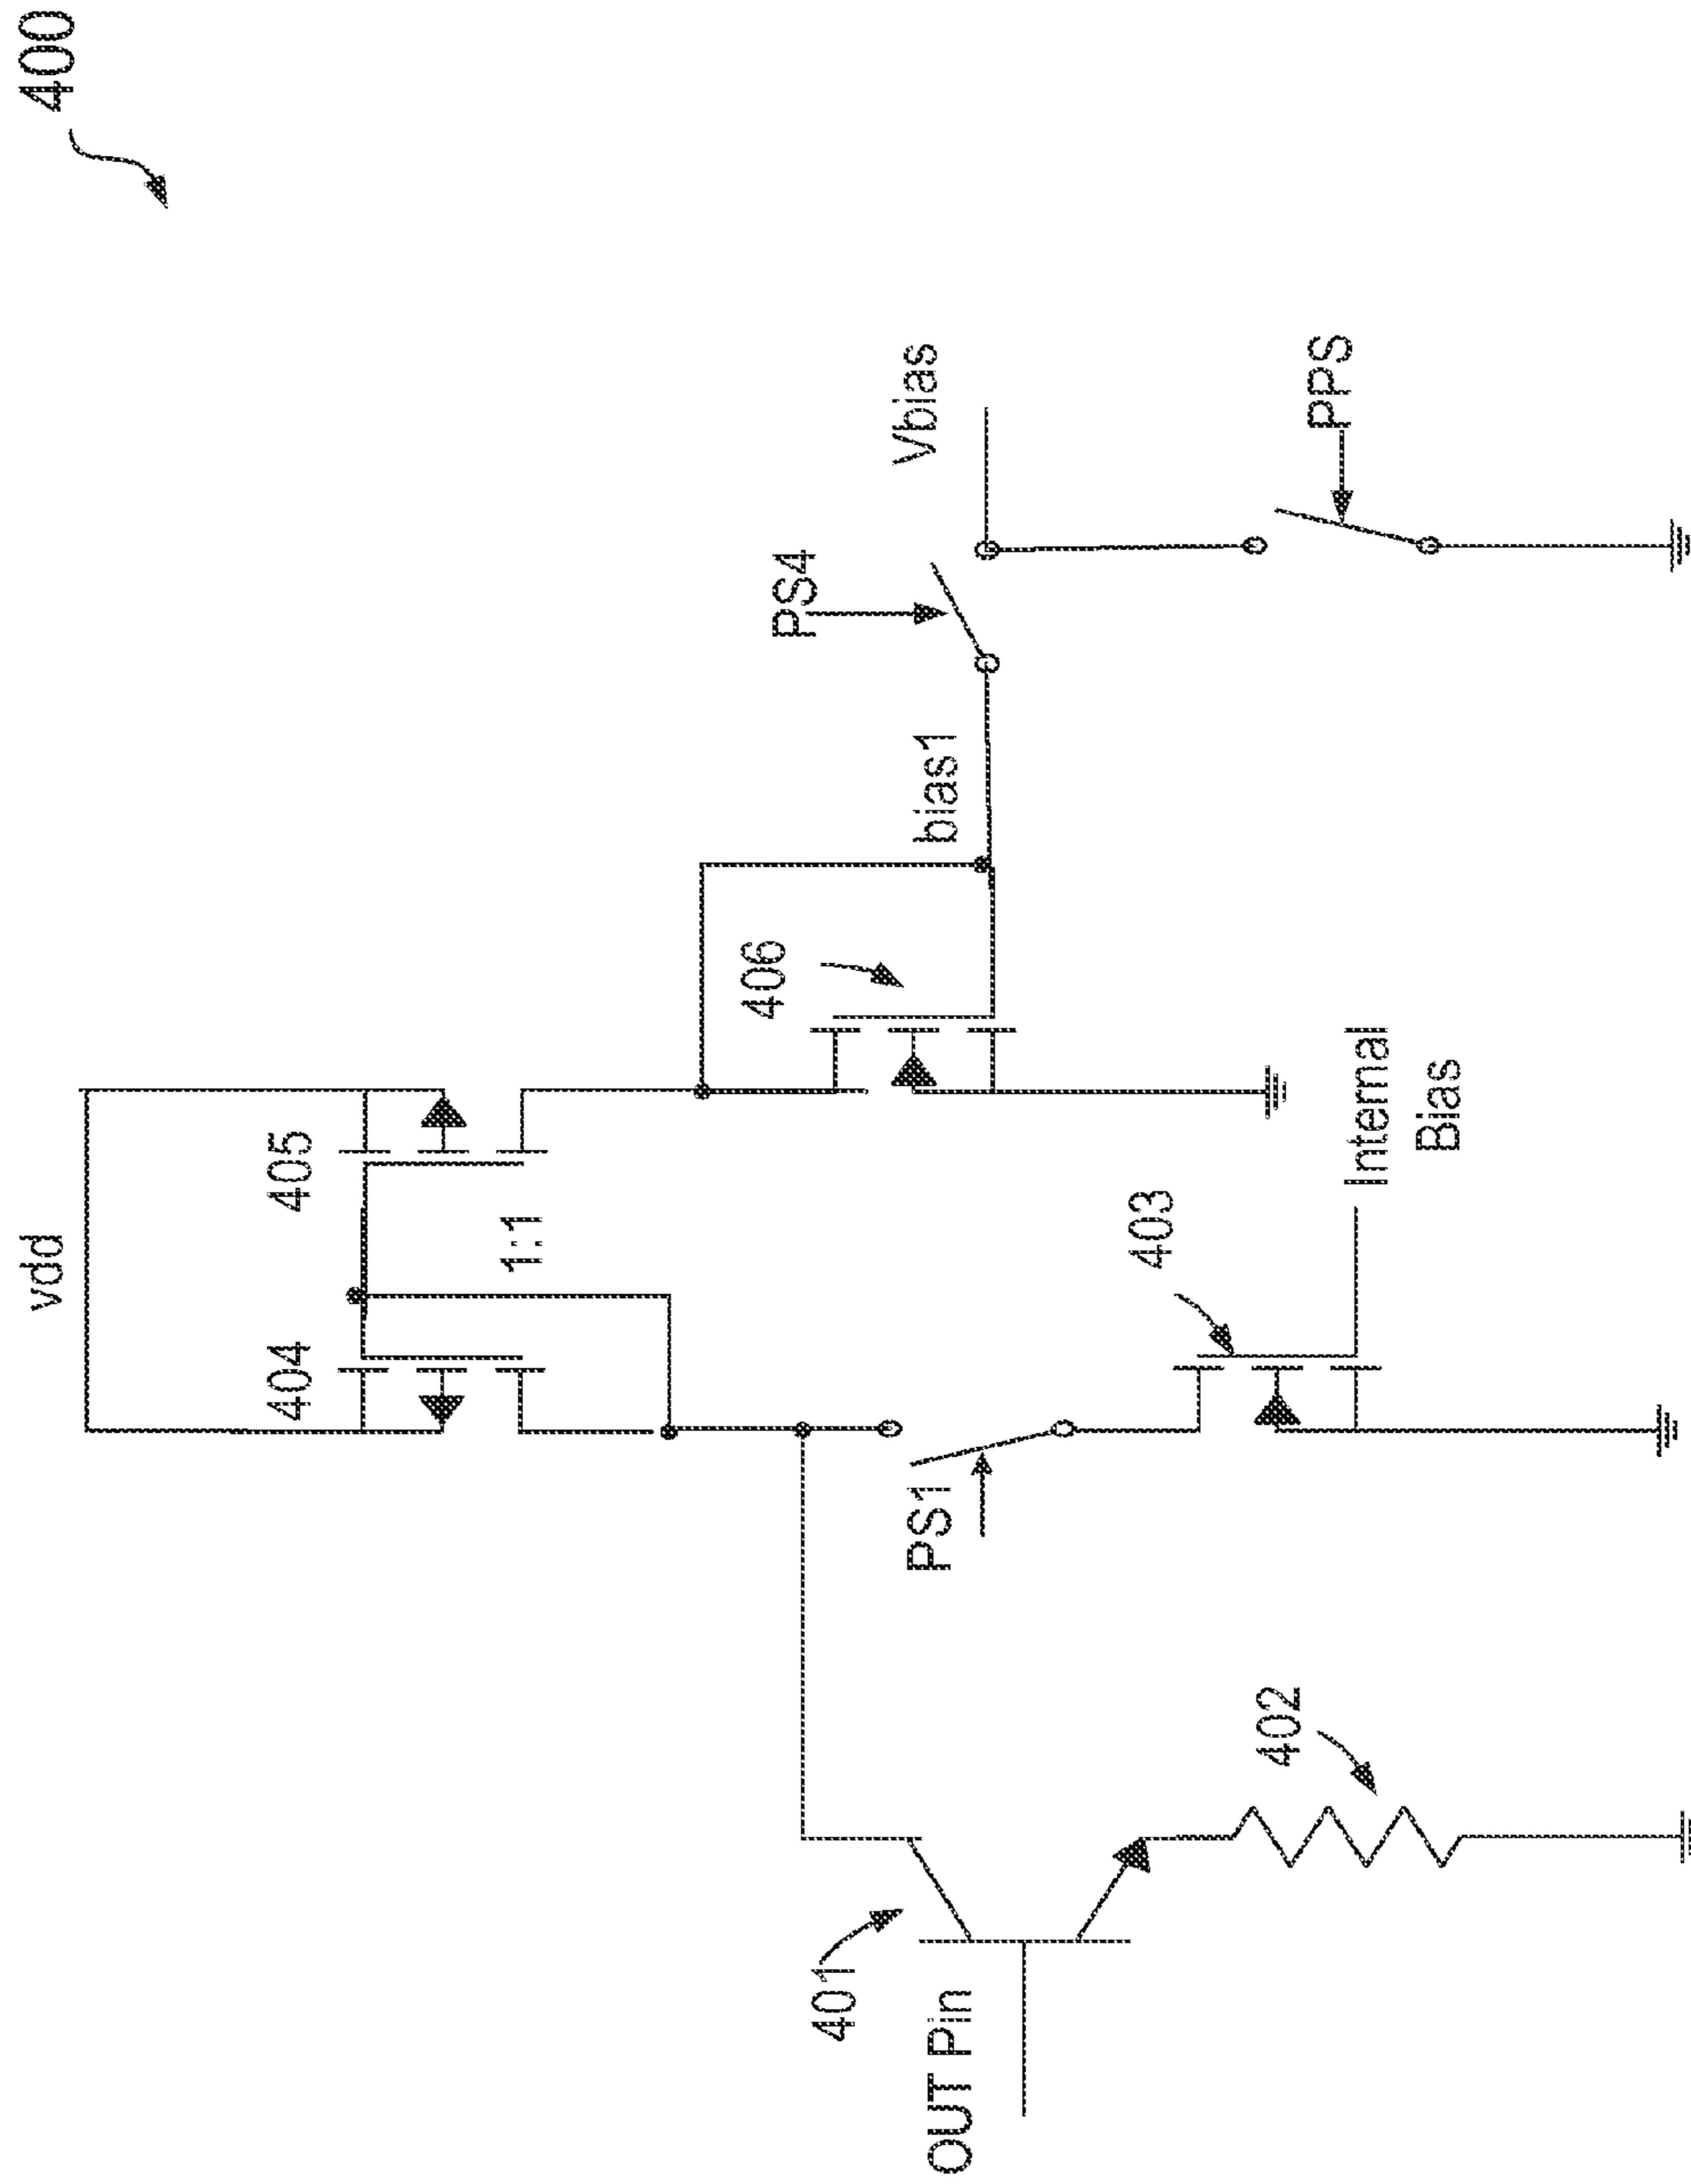 400
vdd
404
405
1:1
406
bias1
PS4
Vbias
PPS
401
OUT Pin
PS1
403
402
Internal
Bias